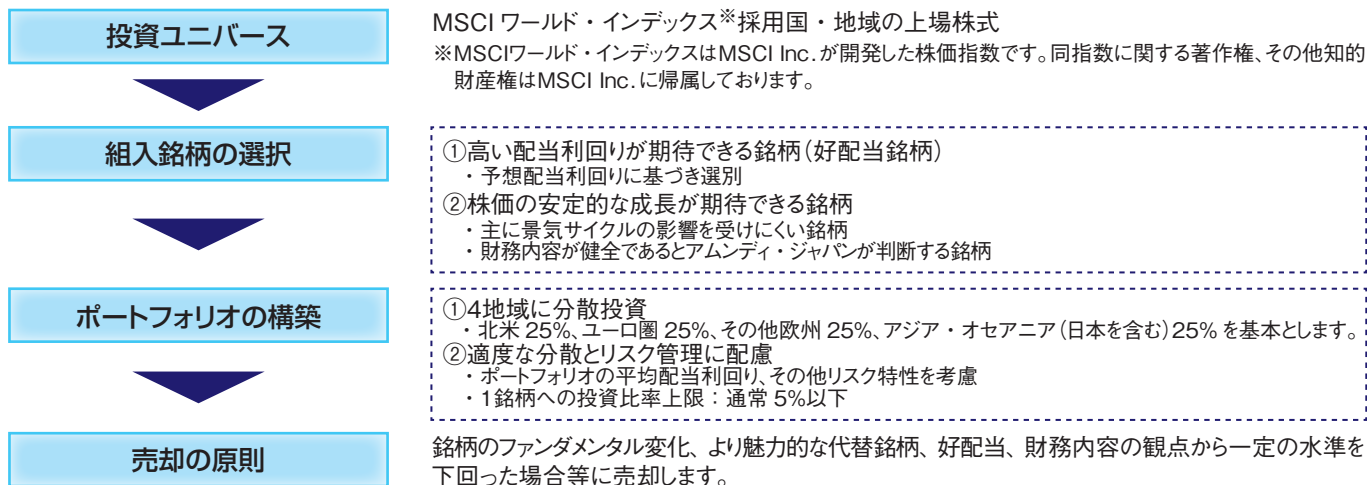 投資ユニバース
MSCI ワールド・インデックス※採用国・地域の上場株式
※MSCIワールド・インデックスはMSCI Inc.が開発した株価指数です。同指数に関する著作権、その他知的
財産権はMSCI Inc.に帰属しております。
組入銘柄の選択
①高い配当利回りが期待できる銘柄(好配当銘柄)
・予想配当利回りに基づき選別
②株価の安定的な成長が期待できる銘柄
・主に景気サイクルの影響を受けにくい銘柄
・財務内容が健全であるとアムンディ・ジャパンが判断する銘柄
ポートフォリオの構築
①4地域に分散投資
・北米 25%、ユーロ圏 25%、その他欧州 25%、アジア・オセアニア(日本を含む)25% を基本とします。
②適度な分散とリスク管理に配慮
・ポートフォリオの平均配当利回り、その他リスク特性を考慮
・1銘柄への投資比率上限:通常 5%以下
売却の原則
銘柄のファンダメンタル変化、より魅力的な代替銘柄、好配当、財務内容の観点から一定の水準を
下回った場合等に売却します。